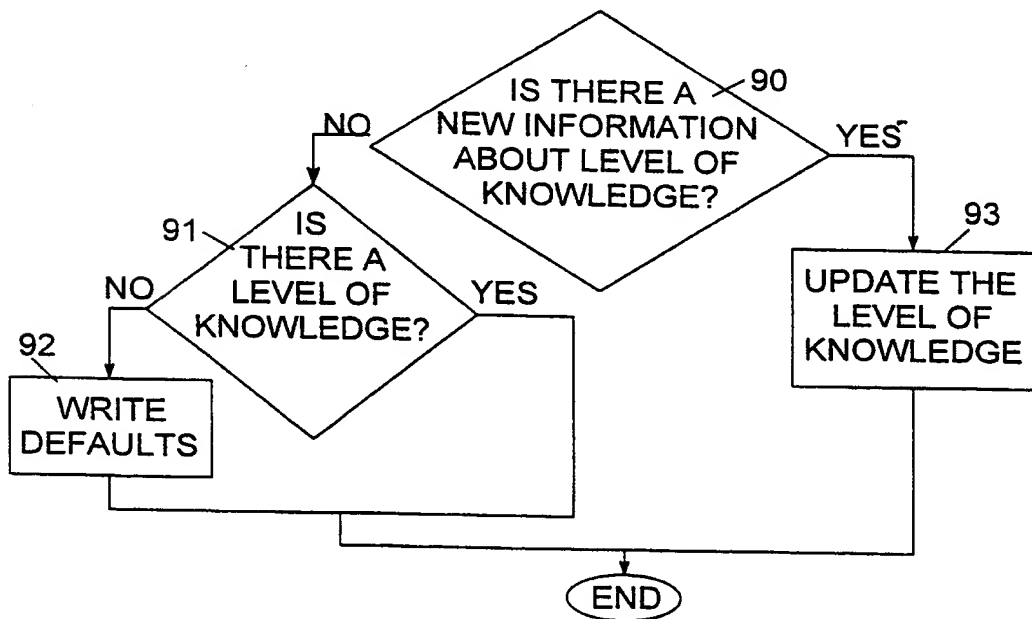 90
IS THERE A
NEW INFORMATION
ABOUT LEVEL OF
KNOWLEDGE?
NO
YES
91
IS
THERE A
LEVEL OF
KNOWLEDGE?
NO
YES
93
UPDATE THE
LEVEL OF
KNOWLEDGE
92
WRITE
DEFAULTS
END